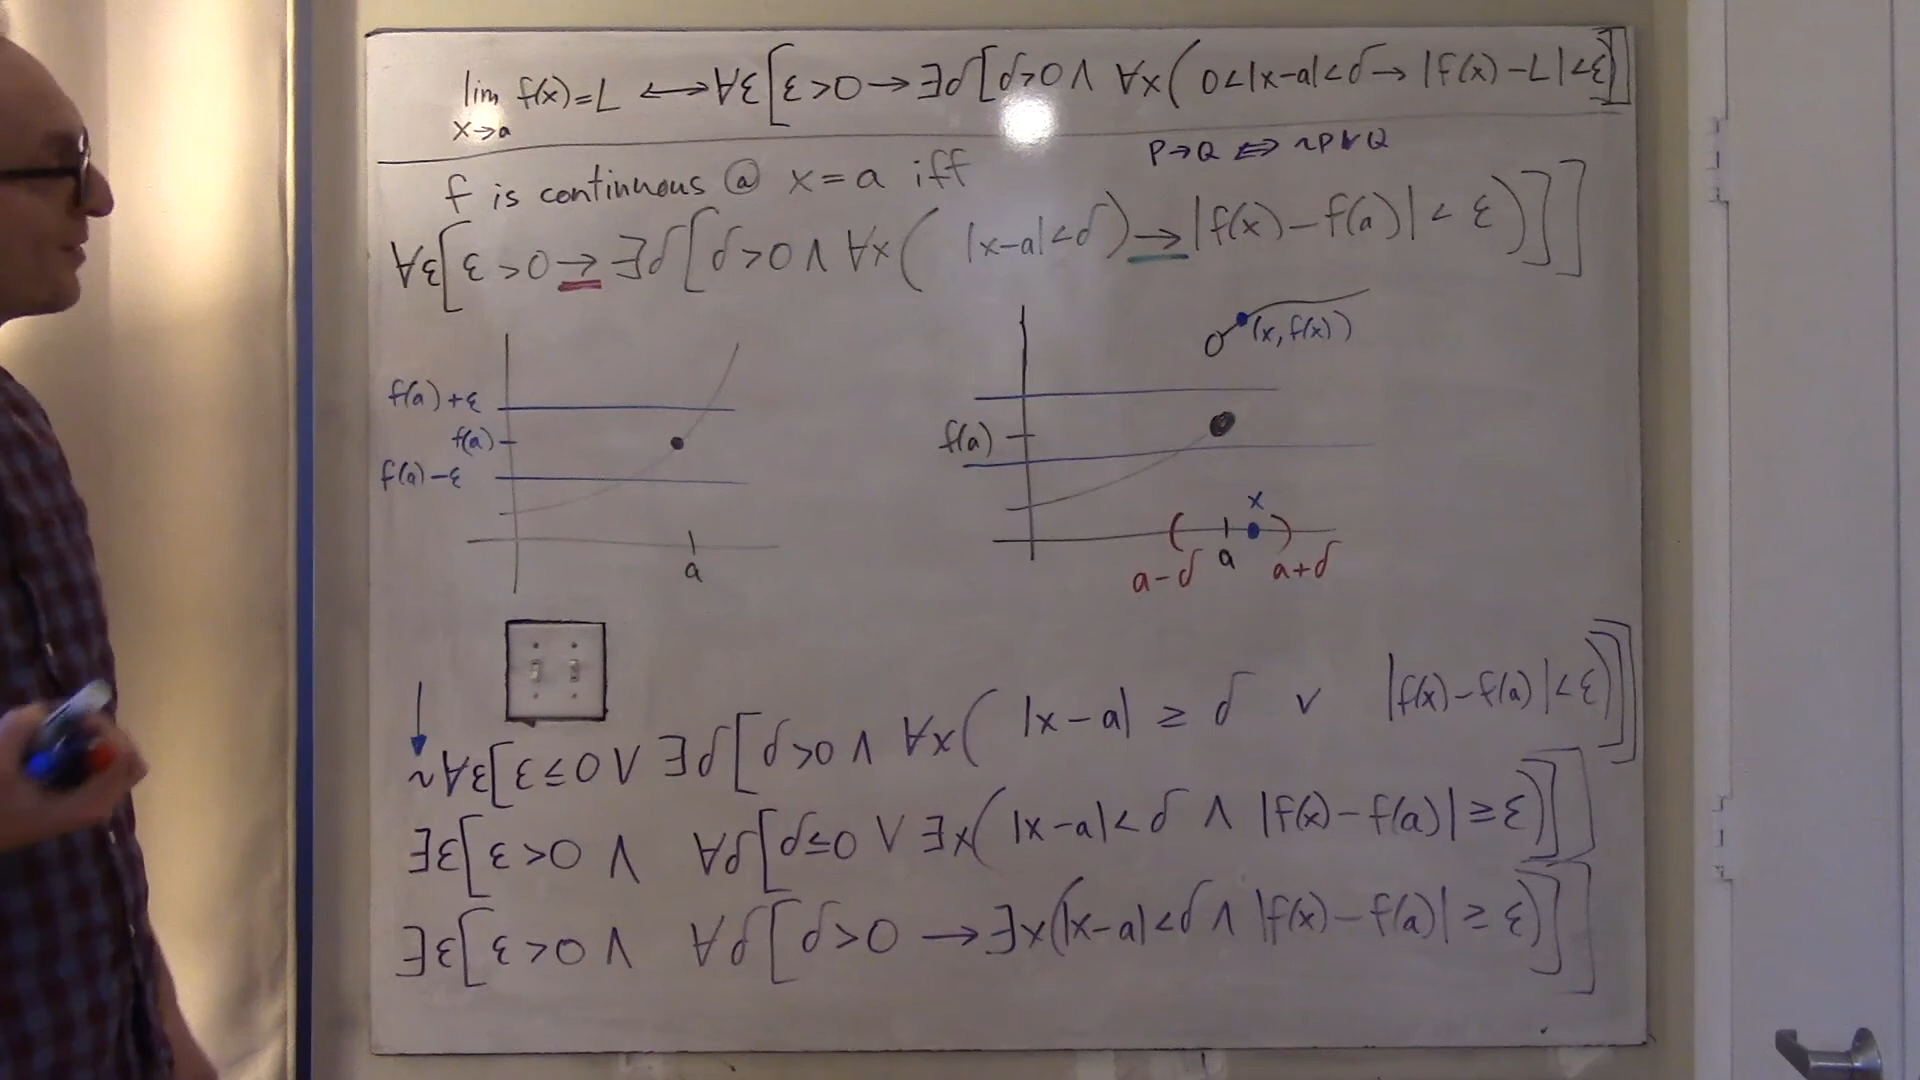 lim f(x)=L ⟷ ∀ε[ε>0→∃δ[δ>0∧ ∀x(0<|x-a|<δ→|f(x)-L|<ε)]]
x→a
P→Q ⟺ ~P∨Q
f is continuous @ x=a iff
∀ε[ε>0→∃δ[δ>0∧ ∀x(|x-a|<δ)→|f(x)-f(a)|<ε)]]
(x, f(x))
f(a)+ε
f(a)
f(a)-ε
a
f(a)
x
a-δ a a+δ
~∀ε[ε≤0 ∨ ∃δ[δ>0 ∧ ∀x(|x-a| ≥ δ ∨ |f(x)-f(a)|<ε)]]
∃ε[ε>0 ∧ ∀δ[δ≤0 ∨ ∃x(|x-a|<δ ∧ |f(x)-f(a)|≥ε)]]
∃ε[ε>0 ∧ ∀δ[δ>0 → ∃x(|x-a|<δ ∧ |f(x)-f(a)|≥ε)]]